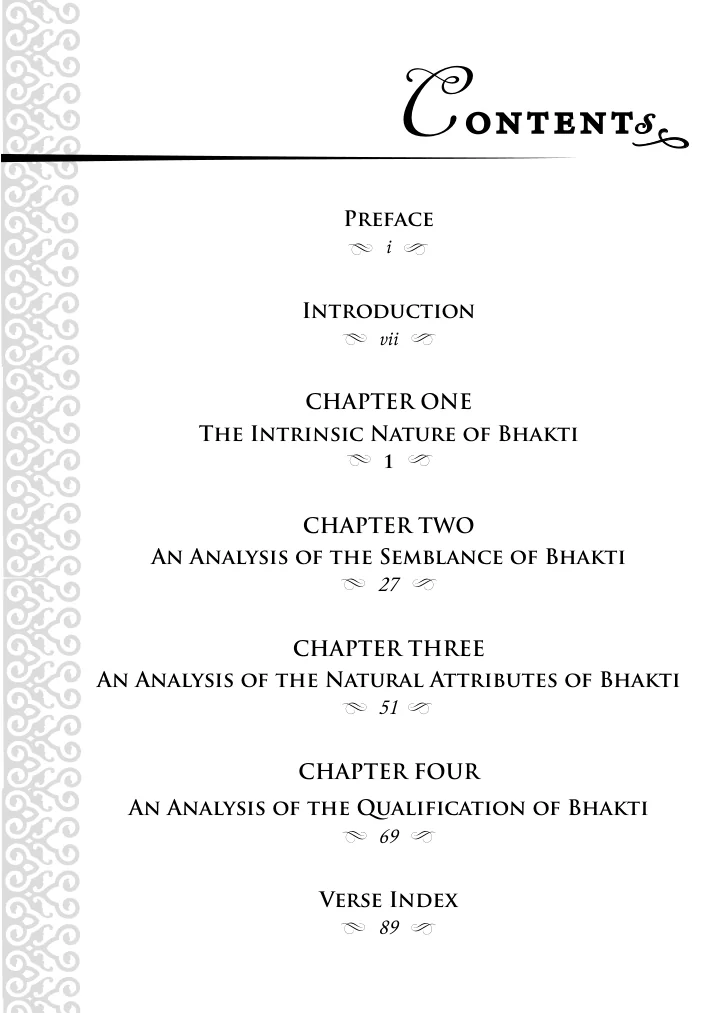 Contents
Preface
i
Introduction
vii
CHAPTER ONE
The Intrinsic Nature of Bhakti
1
CHAPTER TWO
An Analysis of the Semblance of Bhakti
27
CHAPTER THREE
An Analysis of the Natural Attributes of Bhakti
51
CHAPTER FOUR
An Analysis of the Qualification of Bhakti
69
Verse Index
89